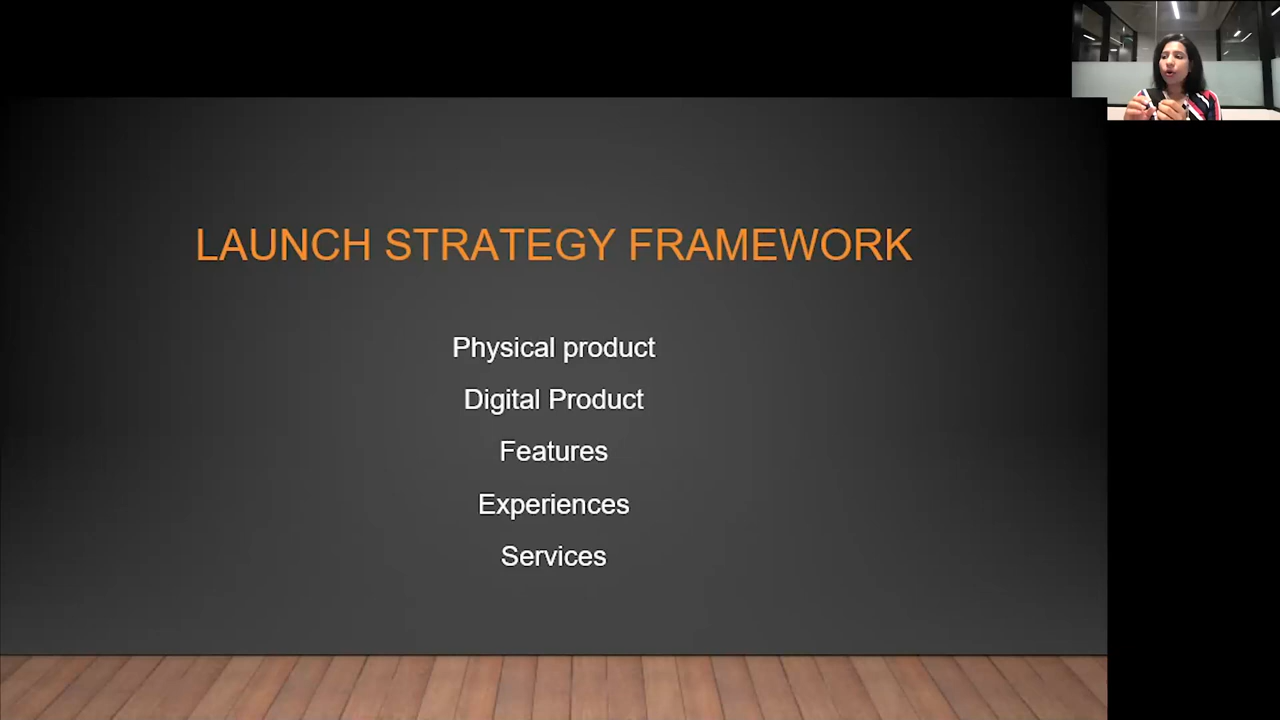 LAUNCH STRATEGY FRAMEWORK
Physical product
Digital Product
Features
Experiences
Services